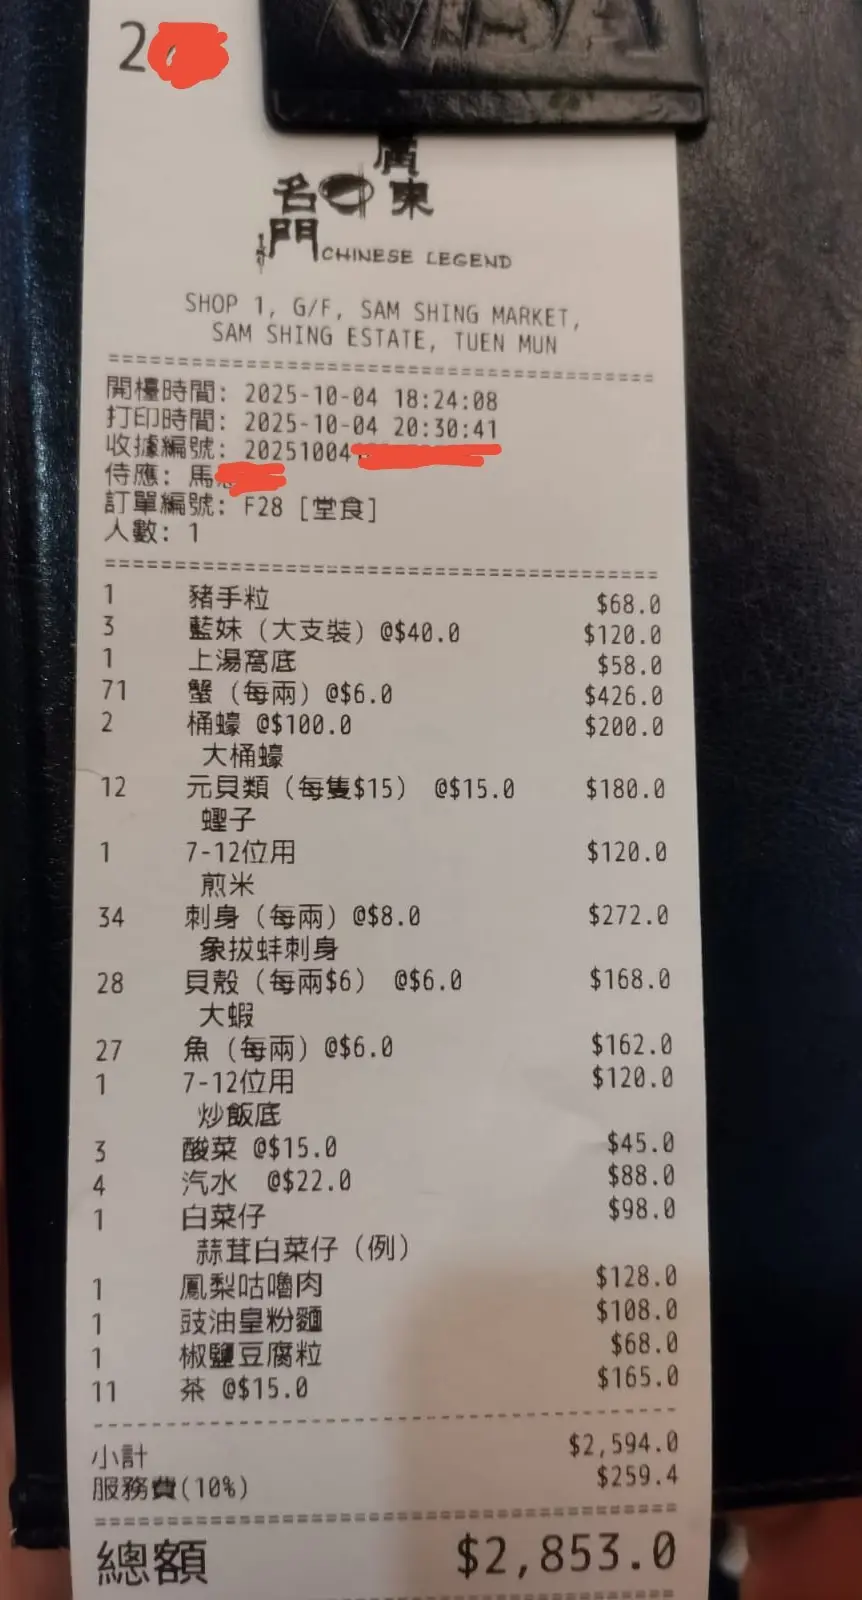 2
廣東
名門
CHINESE LEGEND
SHOP 1, G/F, SAM SHING MARKET,
SAM SHING ESTATE, TUEN MUN
開檯時間: 2025-10-04 18:24:08
打印時間: 2025-10-04 20:30:41
收據編號: 20251004
侍應: 馬
訂單編號: F28 [堂食]
人數: 1
1 豬手粒 $68.0
3 藍妹 (大支裝) @$40.0 $120.0
1 上湯窩底 $58.0
71 蟹 (每兩) @$6.0 $426.0
2 桶蠔 @$100.0 $200.0
大桶蠔
12 元貝類 (每隻$15) @$15.0 $180.0
蟶子
1 7-12位用 $120.0
煎米
34 刺身 (每兩) @$8.0 $272.0
象拔蚌刺身
28 貝殼 (每兩$6) @$6.0 $168.0
大蝦
27 魚 (每兩) @$6.0 $162.0
1 7-12位用 $120.0
炒飯底
3 酸菜 @$15.0 $45.0
4 汽水 @$22.0 $88.0
1 白菜仔 $98.0
蒜茸白菜仔 (例)
1 鳳梨咕嚕肉 $128.0
1 豉油皇粉麵 $108.0
1 椒鹽豆腐粒 $68.0
11 茶 @$15.0 $165.0
小計 $2,594.0
服務費(10%) $259.4
總額 $2,853.0